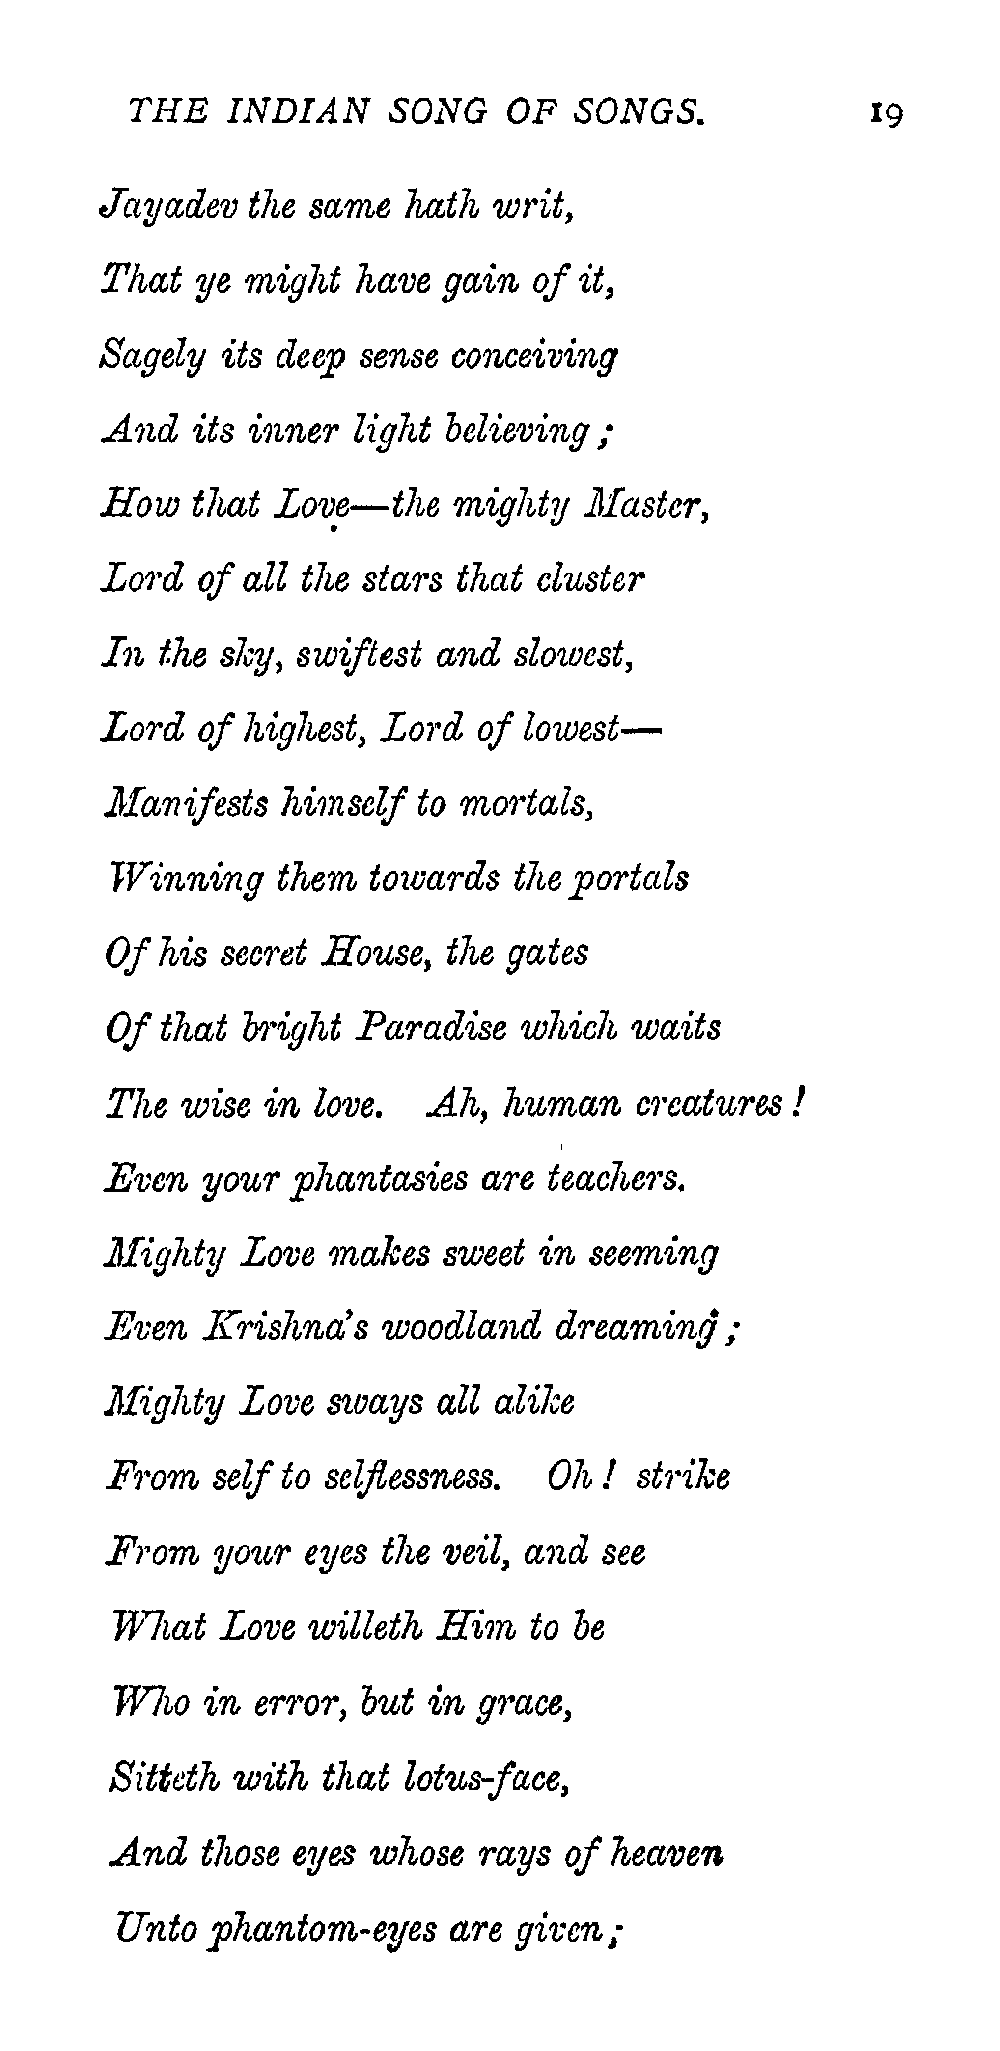 THE INDIAN SONG OF SONGS. 19
Jayadev the same hath writ,
That ye might have gain of it,
Sagely its deep sense conceiving
And its inner light believing ;
How that Love—the mighty Master,
Lord of all the stars that cluster
In the sky, swiftest and slowest,
Lord of highest, Lord of lowest—
Manifests himself to mortals,
Winning them towards the portals
Of his secret House, the gates
Of that bright Paradise which waits
The wise in love. Ah, human creatures !
Even your phantasies are teachers.
Mighty Love makes sweet in seeming
Even Krishna's woodland dreaming ;
Mighty Love sways all alike
From self to selflessness. Oh ! strike
From your eyes the veil, and see
What Love willeth Him to be
Who in error, but in grace,
Sitteth with that lotus-face,
And those eyes whose rays of heaven
Unto phantom-eyes are given ;